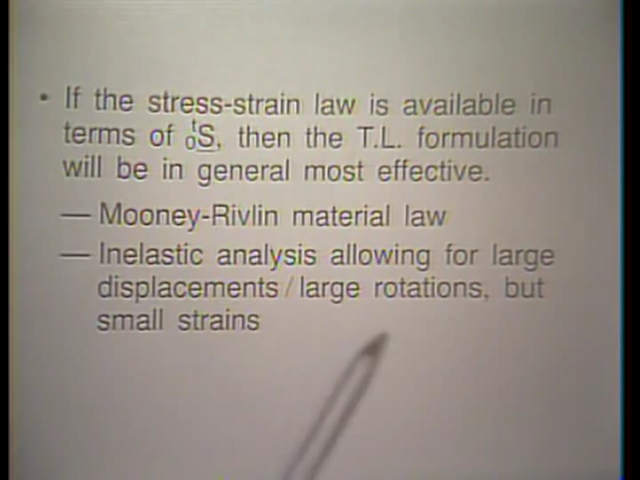 • If the stress-strain law is available in
terms of ᵗ₀S, then the T.L. formulation
will be in general most effective.
— Mooney-Rivlin material law
— Inelastic analysis allowing for large
displacements / large rotations, but
small strains